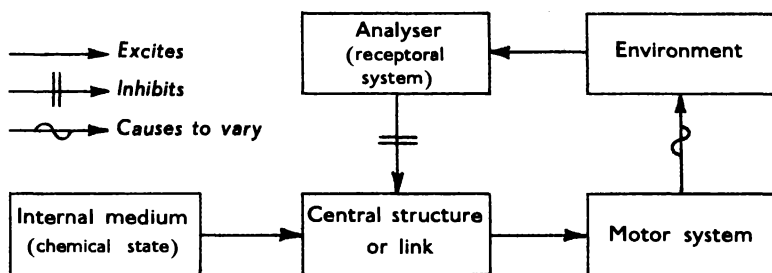 Excites
Inhibits
Causes to vary
Analyser
(receptoral
system)
Environment
Internal medium
(chemical state)
Central structure
or link
Motor system